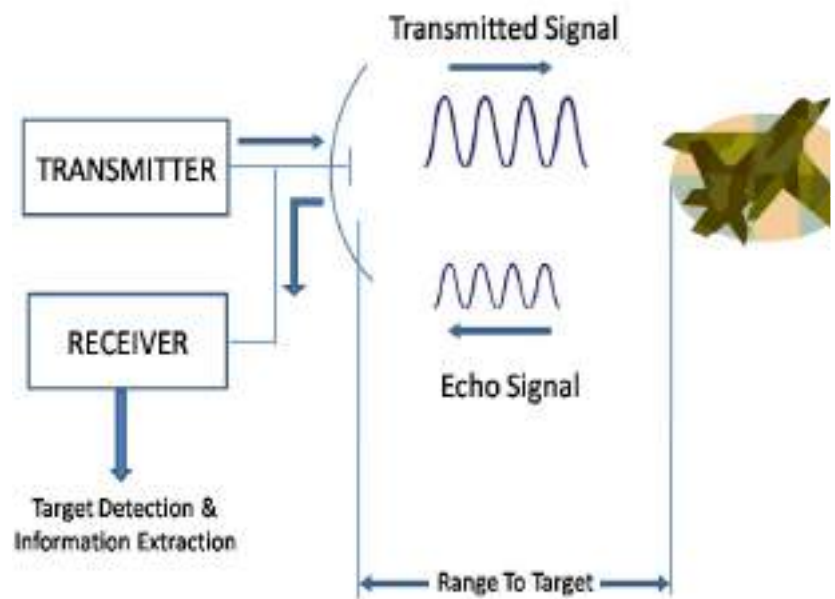 Transmitted Signal
TRANSMITTER
RECEIVER
Echo Signal
Target Detection &
Information Extraction
Range To Target